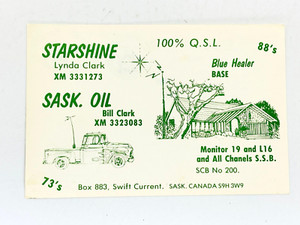 STARSHINE
Lynda Clark
XM 3331273
100% Q.S.L.
88's
Blue Healer
BASE
SASK. OIL
Bill Clark
XM 3323083
Monitor 19 and L16
and All Chanels S.S.B.
SCB No 200.
73's
Box 883, Swift Current, SASK. CANADA S9H 3W9